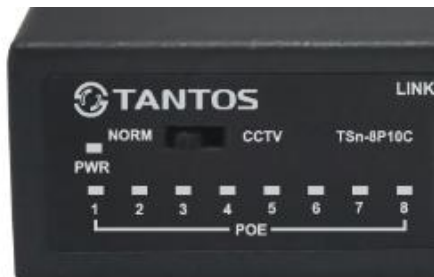 TANTOS
LINK
NORM CCTV TSn-8P10C
PWR
1 2 3 4 5 6 7 8
POE